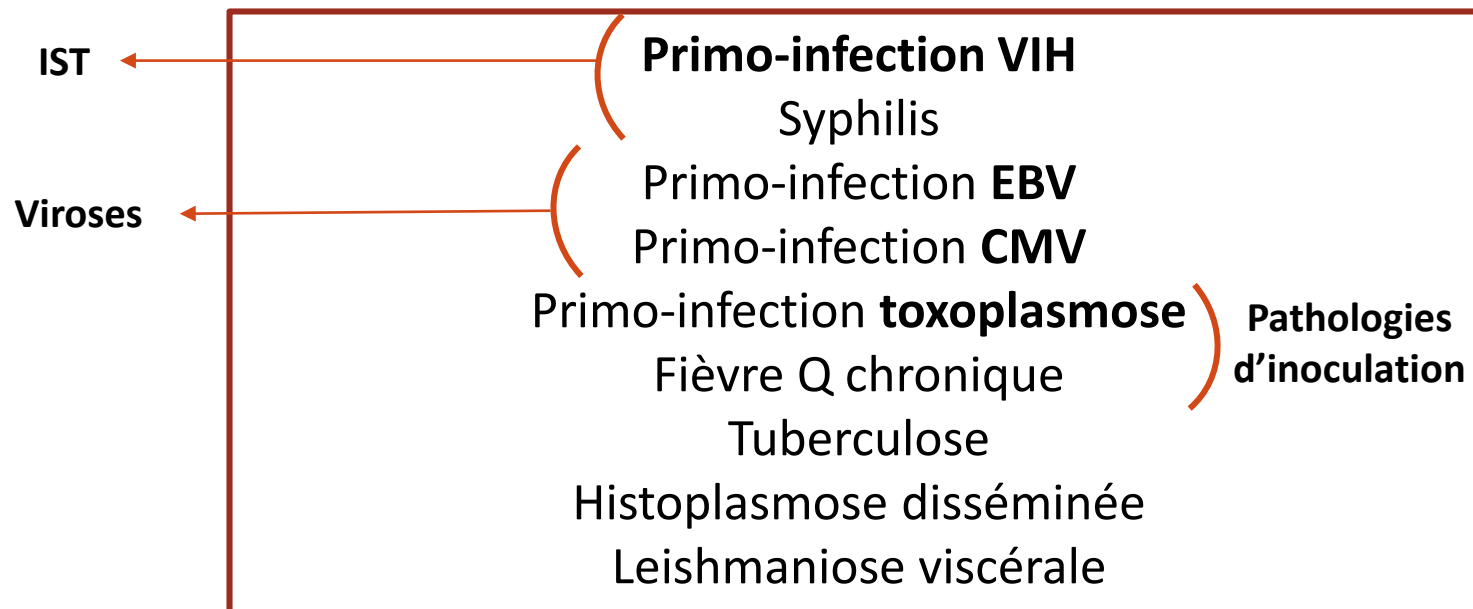 IST
Primo-infection VIH
Syphilis
Primo-infection EBV
Viroses
Primo-infection CMV
Primo-infection toxoplasmose
Pathologies
d’inoculation
Fièvre Q chronique
Tuberculose
Histoplasmose disséminée
Leishmaniose viscérale